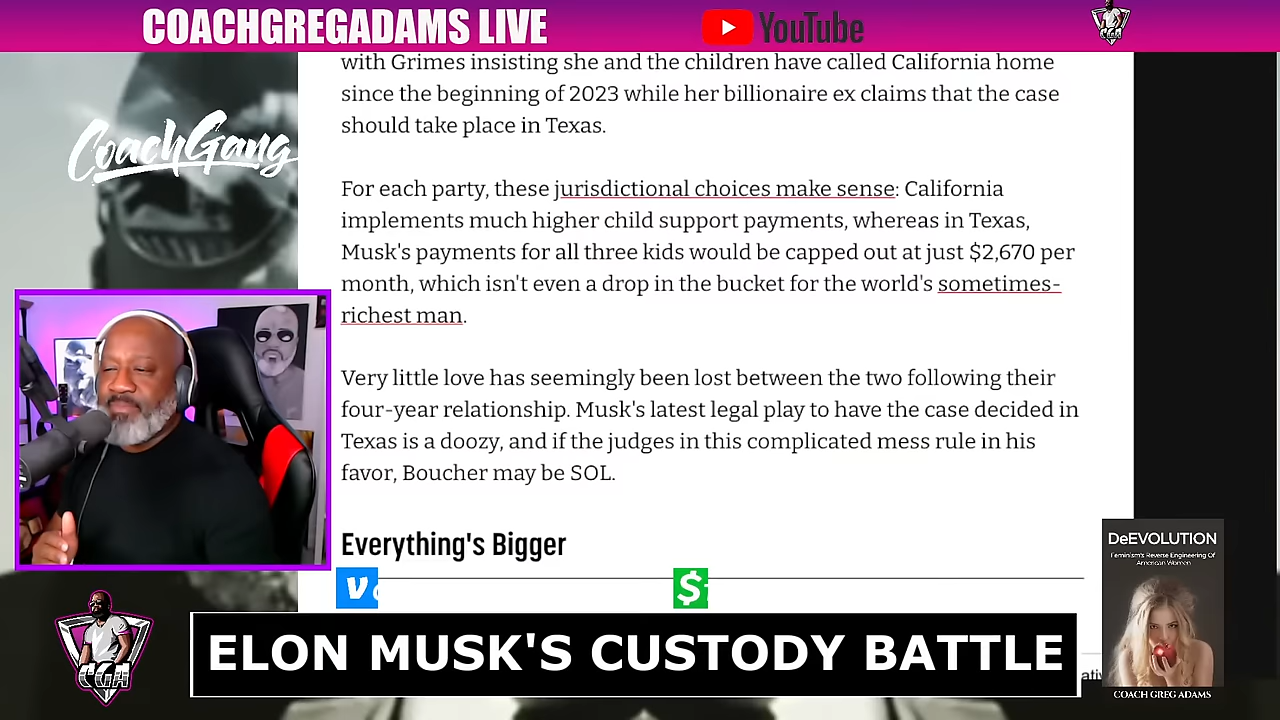 COACHGREGADAMS LIVE
YouTube
CoachGang
with Grimes insisting she and the children have called California home
since the beginning of 2023 while her billionaire ex claims that the case
should take place in Texas.
For each party, these jurisdictional choices make sense: California
implements much higher child support payments, whereas in Texas,
Musk's payments for all three kids would be capped out at just $2,670 per
month, which isn't even a drop in the bucket for the world's sometimes-
richest man.
Very little love has seemingly been lost between the two following their
four-year relationship. Musk's latest legal play to have the case decided in
Texas is a doozy, and if the judges in this complicated mess rule in his
favor, Boucher may be SOL.
Everything's Bigger
DeEVOLUTION
Feminism's Reverse Engineering Of
American Women
COACH GREG ADAMS
CGA
ELON MUSK'S CUSTODY BATTLE